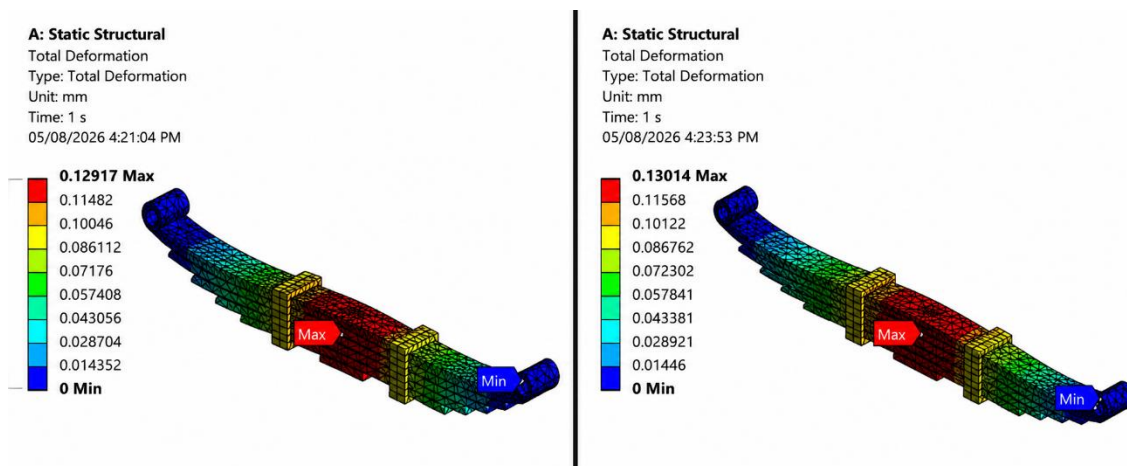 A: Static Structural
Total Deformation
Type: Total Deformation
Unit: mm
Time: 1 s
05/08/2026 4:21:04 PM
0.12917 Max
0.11482
0.10046
0.086112
0.07176
0.057408
0.043056
0.028704
0.014352
0 Min
Max
Min
A: Static Structural
Total Deformation
Type: Total Deformation
Unit: mm
Time: 1 s
05/08/2026 4:23:53 PM
0.13014 Max
0.11568
0.10122
0.086762
0.072302
0.057841
0.043381
0.028921
0.01446
0 Min
Max
Min